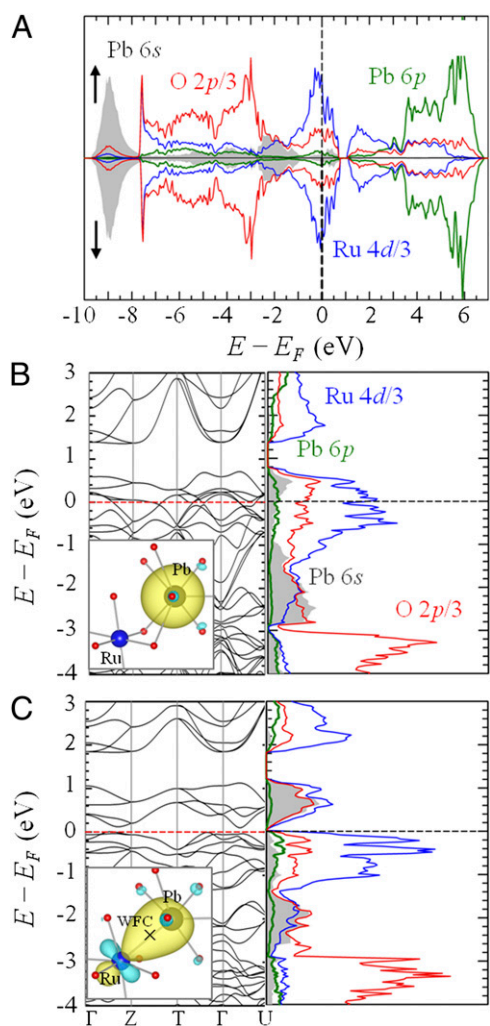 A
Pb 6s
O 2p/3
Pb 6p
Ru 4d/3
-10 -8 -6 -4 -2 0 2 4 6
E − E_F (eV)
B
3
2
1
0
-1
-2
-3
-4
E − E_F (eV)
Pb
Ru
Ru 4d/3
Pb 6p
Pb 6s
O 2p/3
C
3
2
1
0
-1
-2
-3
-4
E − E_F (eV)
Pb
WFC
Ru
Γ Z T Γ U